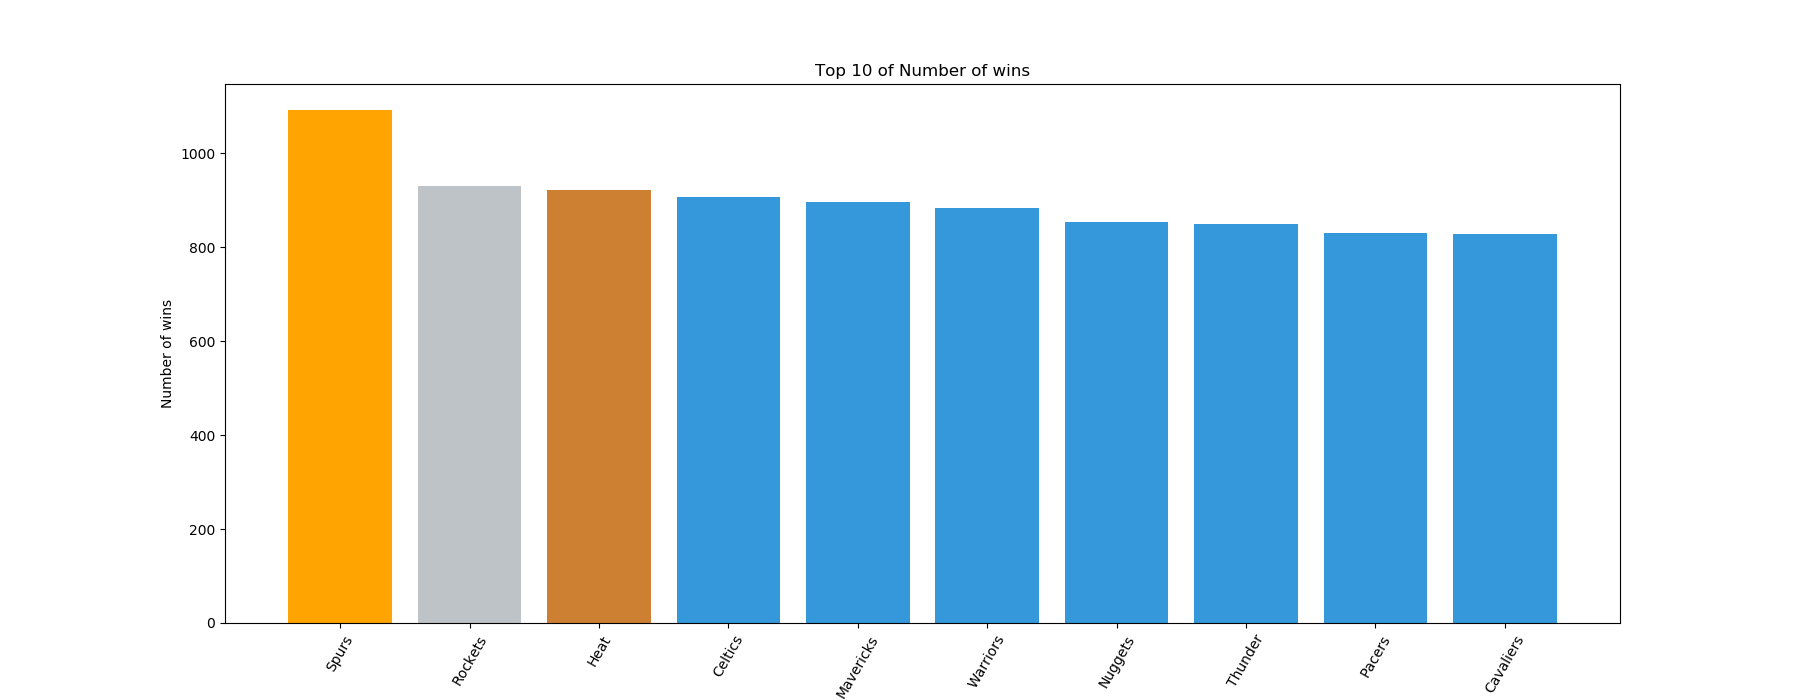 Top 10 of Number of wins
Number of wins
1000
800
600
400
200
0
Spurs
Rockets
Heat
Celtics
Mavericks
Warriors
Nuggets
Thunder
Pacers
Cavaliers